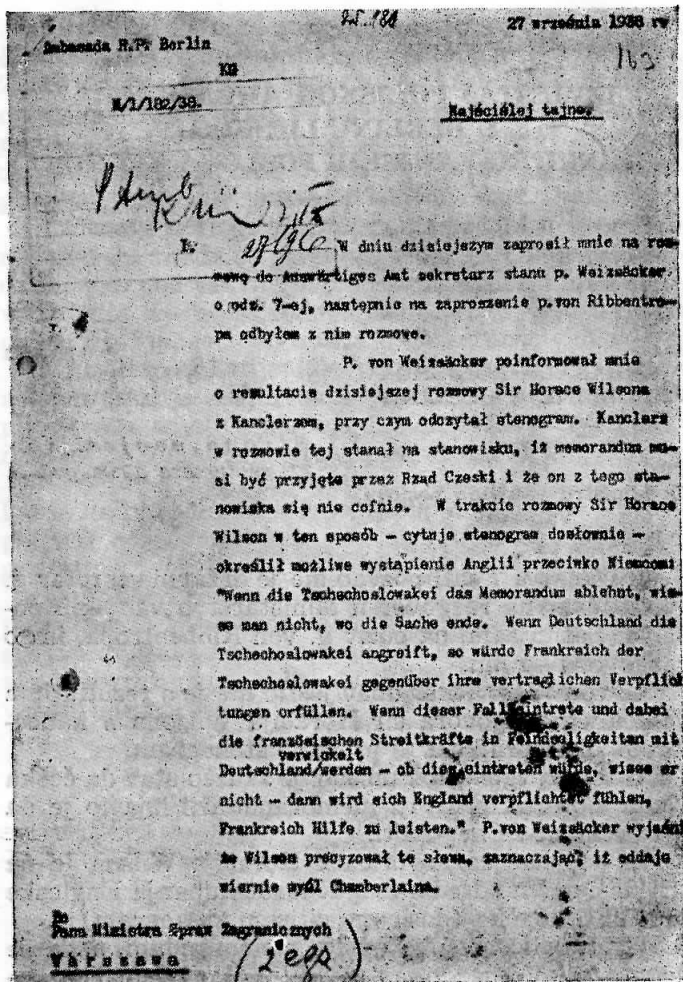 27 września 1938 r
163
Ambasada R.P. Berlin
N/1/182/38.
Najściślej tajne.
W dniu dzisiejszym zaprosił mnie na roz-
mowę do Auswärtiges Amt sekretarz stanu p. Weizsäcker
o godz. 7-ej, następnie na zaproszenie p.von Ribbentro-
pa odbyłem z nim rozmowę.
P. von Weizsäcker poinformował mnie
o resultacie dzisiejszej rozmowy Sir Horace Wilsona
z Kanclerzem, przy czym odczytał stenogram. Kanclerz
w rozmowie tej stanął na stanowisku, iż memorandum mu-
si być przyjęte przez Rząd Czeski i że on z tego sta-
nowiska się nie cofnie. W trakcie rozmowy Sir Horace
Wilson w ten sposób - cytuję stenogram dosłownie -
określił możliwe wystąpienie Anglii przeciwko Niemcom:
"Wenn die Tschechoslowakei das Memorandum ablehnt, wis-
se man nicht, wo die Sache ende. Wenn Deutschland die
Tschechoslowakei angreift, so würde Frankreich der
Tschechoslowakei gegenüber ihre vertraglichen Verpflich
tungen erfüllen. Wenn dieser Fall eintrete und dabei
die französischen Streitkräfte in Feindseligkeiten mit
verwickelt
Deutschland/werden - ob dies eintreten würde, wisse er
nicht - dann wird sich England verpflichtet fühlen,
Frankreich Hilfe zu leisten." P.von Weizsäcker wyjaśni
że Wilson precyzował te słowa, zaznaczając, iż oddaje
wiernie myśl Chamberlaina.
Do
Pana Ministra Spraw Zagranicznych
Warszawa
(2 egz)